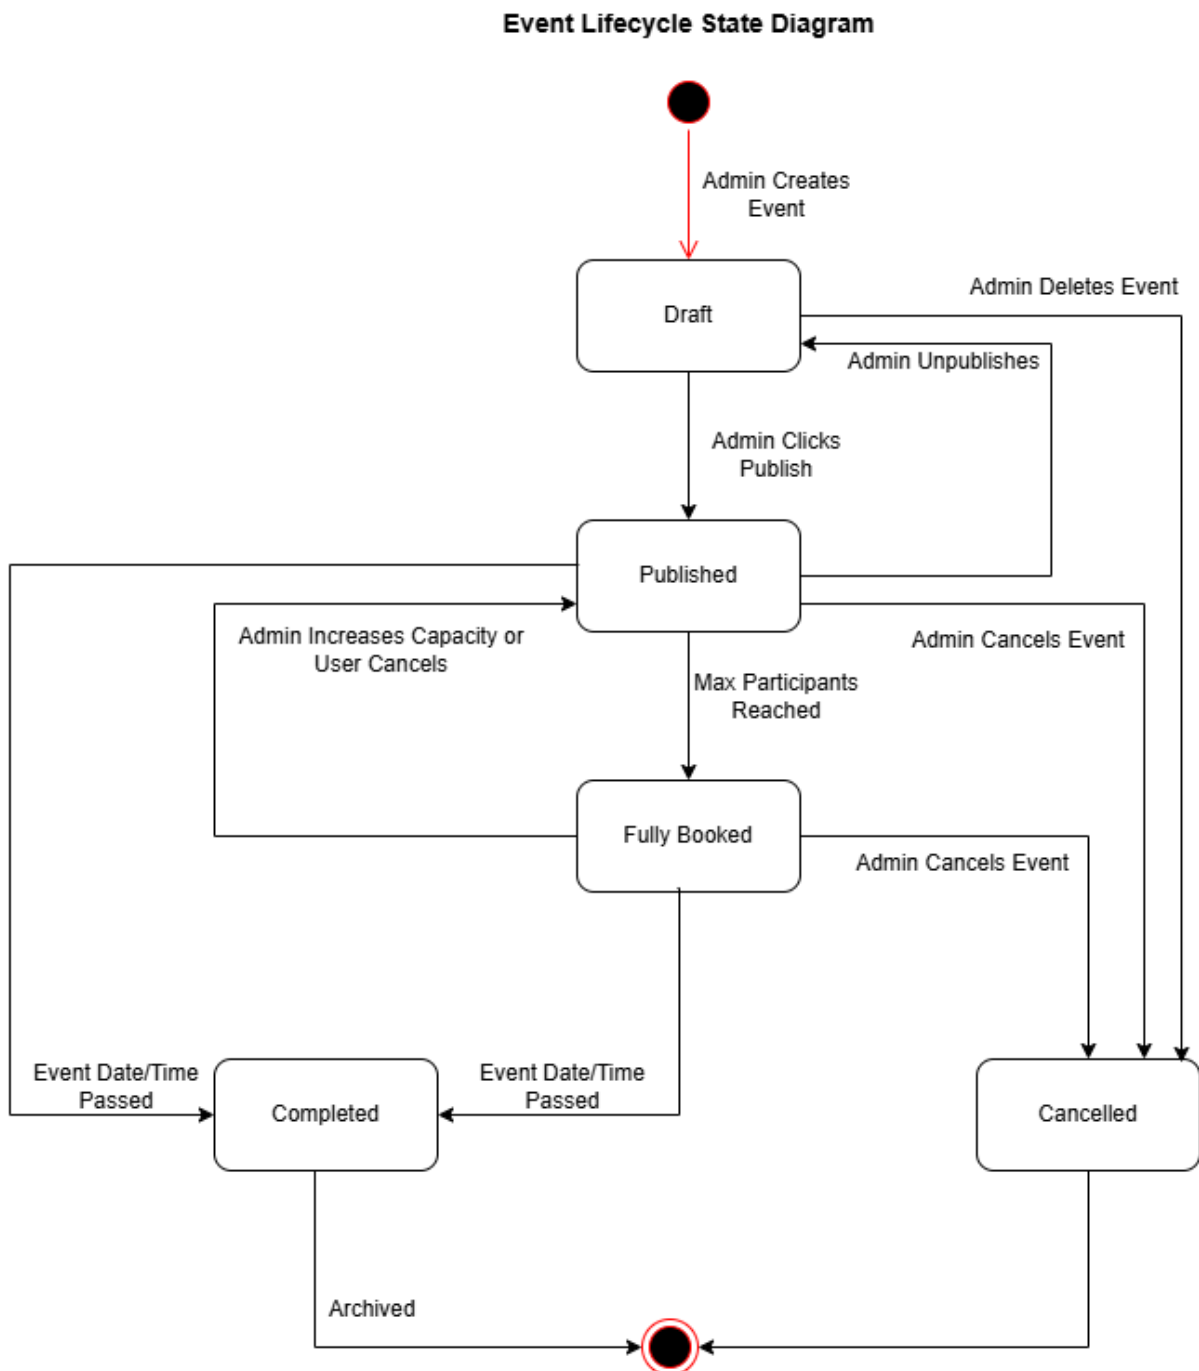 Event Lifecycle State Diagram
Admin Creates
Event
Admin Deletes Event
Draft
Admin Unpublishes
Admin Clicks
Publish
Published
Admin Increases Capacity or
User Cancels
Admin Cancels Event
Max Participants
Reached
Fully Booked
Admin Cancels Event
Event Date/Time
Passed
Event Date/Time
Passed
Completed
Cancelled
Archived